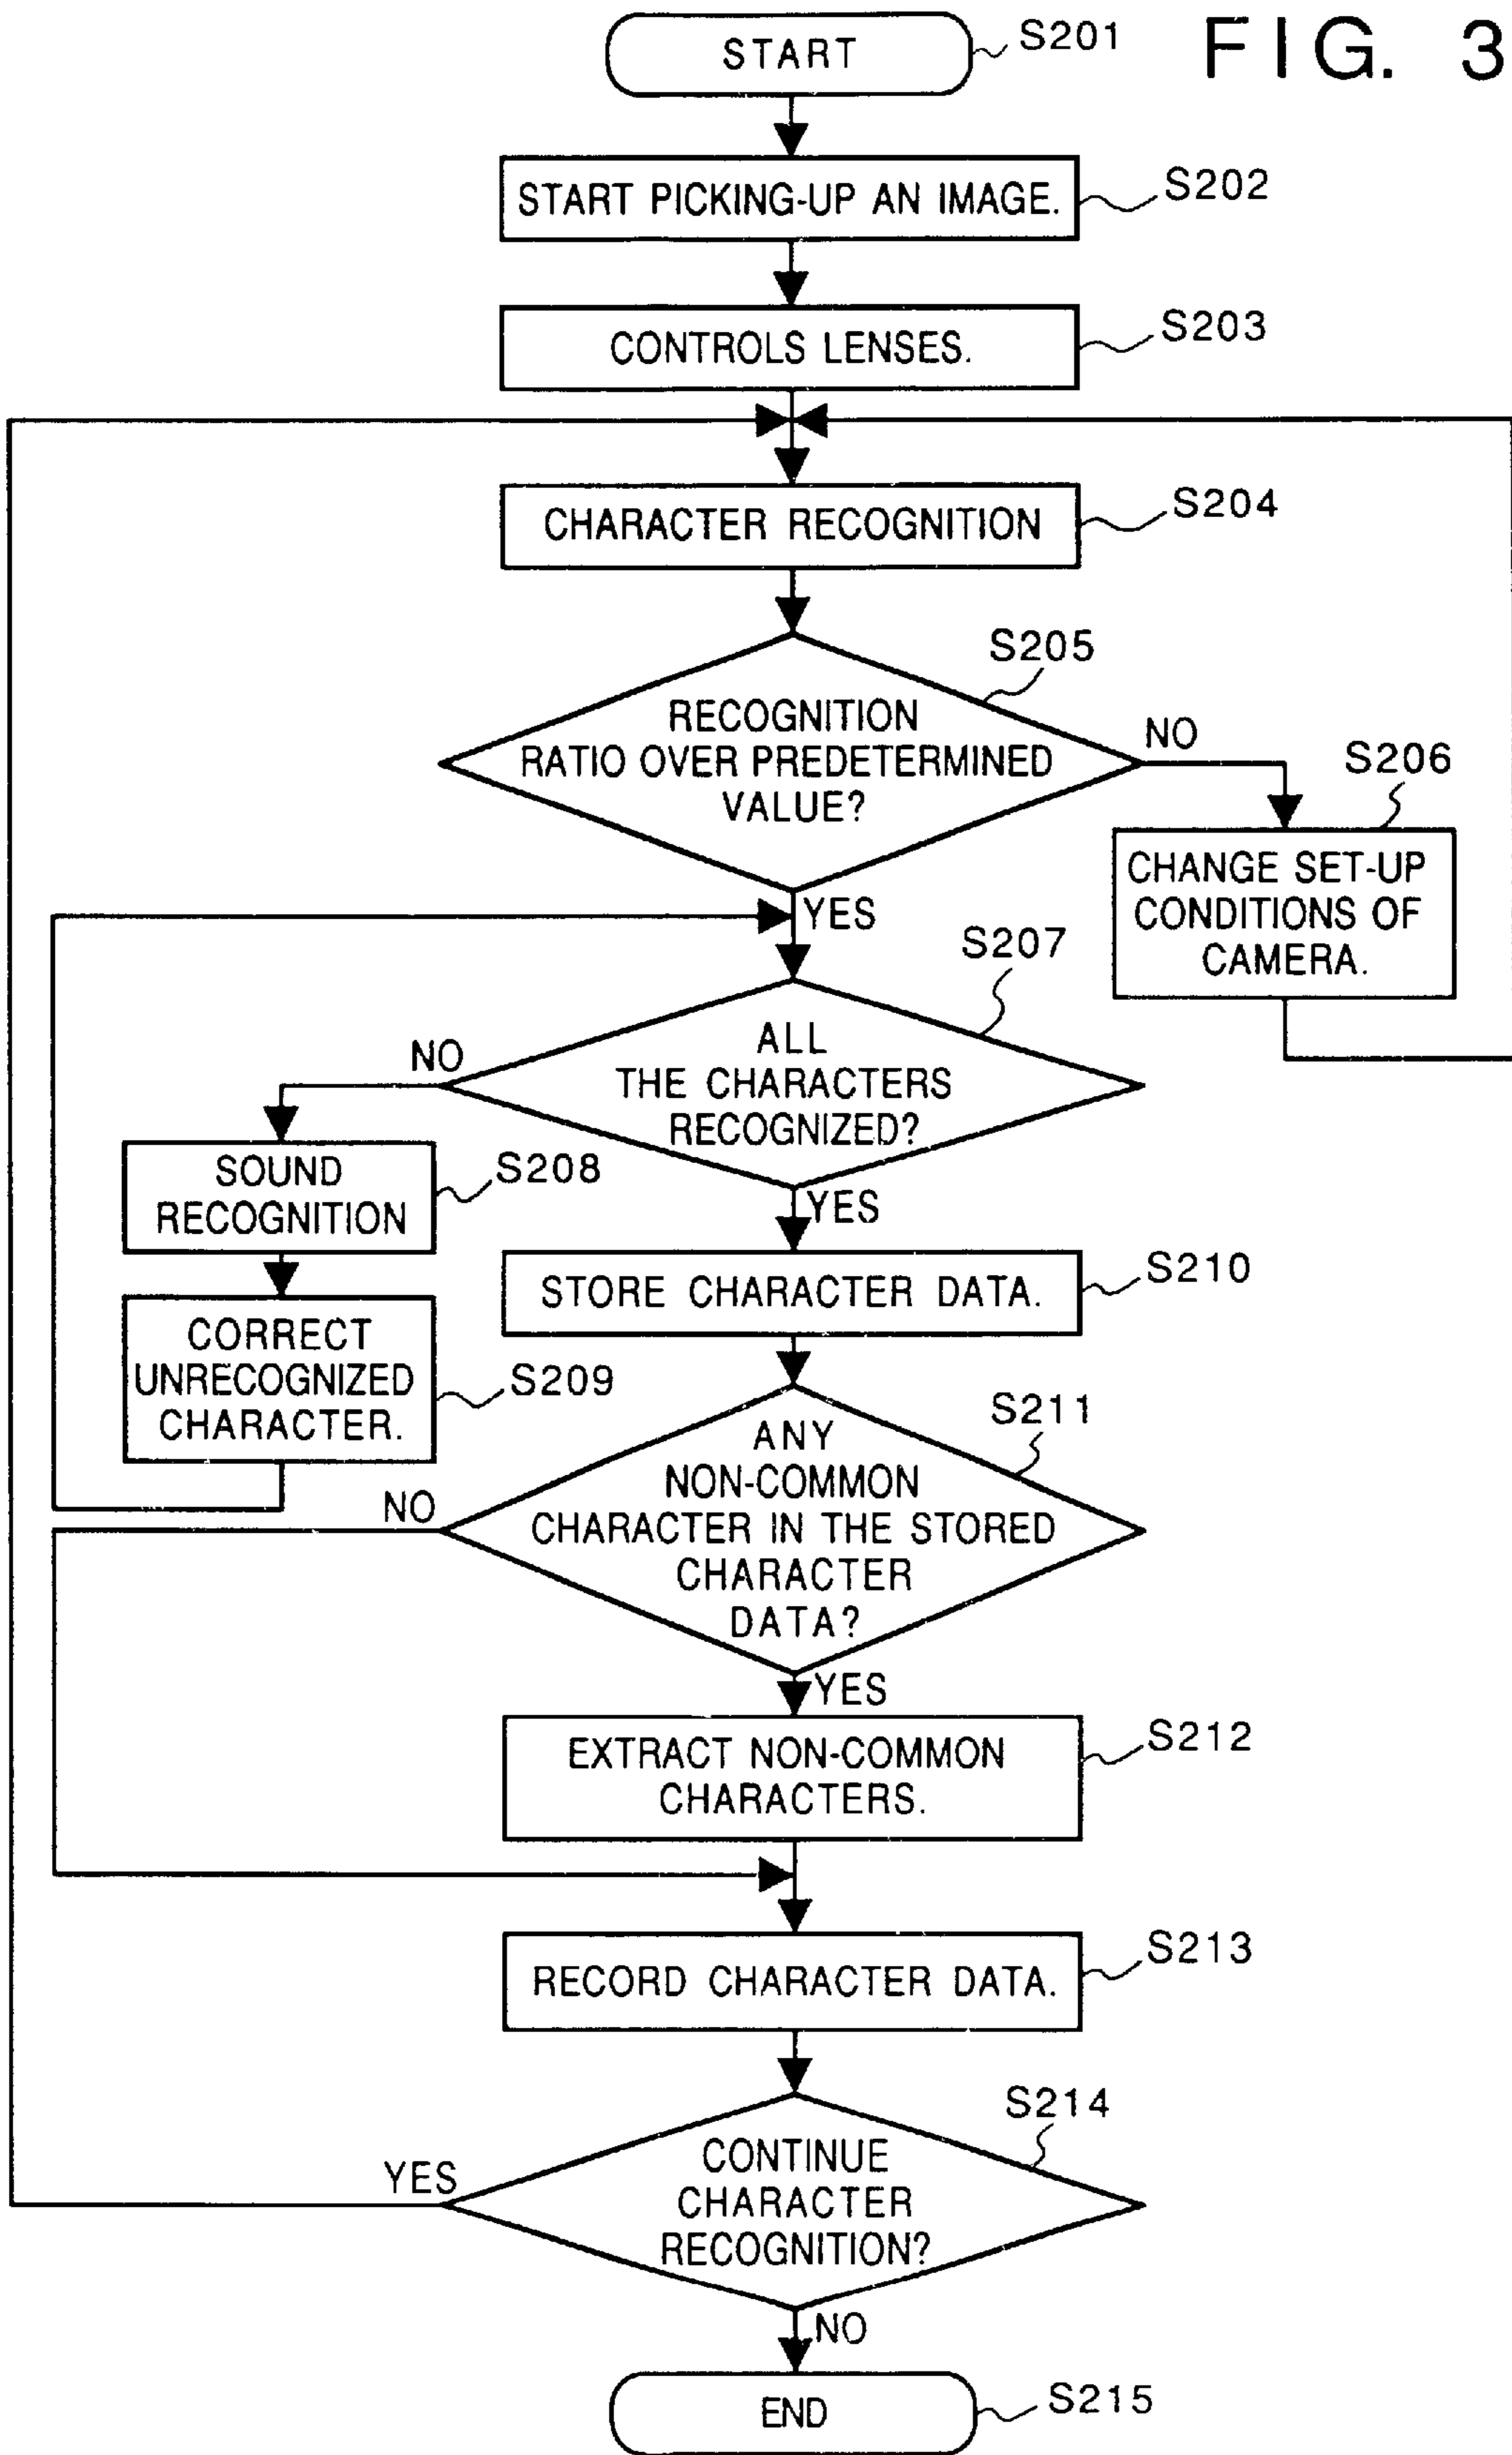 FIG. 3
START
S201
START PICKING-UP AN IMAGE.
S202
CONTROLS LENSES.
S203
CHARACTER RECOGNITION
S204
S205
RECOGNITION
RATIO OVER PREDETERMINED
VALUE?
NO
YES
S206
CHANGE SET-UP
CONDITIONS OF
CAMERA.
S207
ALL
THE CHARACTERS
RECOGNIZED?
NO
YES
SOUND
RECOGNITION
S208
CORRECT
UNRECOGNIZED
CHARACTER.
S209
STORE CHARACTER DATA.
S210
S211
ANY
NON-COMMON
CHARACTER IN THE STORED
CHARACTER
DATA?
NO
YES
EXTRACT NON-COMMON
CHARACTERS.
S212
RECORD CHARACTER DATA.
S213
S214
CONTINUE
CHARACTER
RECOGNITION?
YES
NO
END
S215